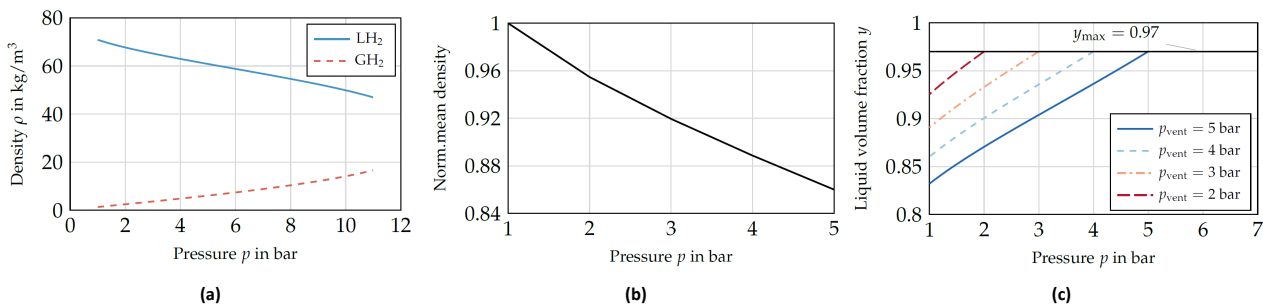 80
60
40
20
0
0
2
4
6
8
10
12
Density ρ in kg/m³
Pressure p in bar
LH₂
GH₂
(a)
1
0.96
0.92
0.88
0.84
1
2
3
4
5
Norm.mean density
Pressure p in bar
(b)
1
0.95
0.9
0.85
0.8
1
2
3
4
5
6
7
Liquid volume fraction y
Pressure p in bar
y_max = 0.97
p_vent = 5 bar
p_vent = 4 bar
p_vent = 3 bar
p_vent = 2 bar
(c)